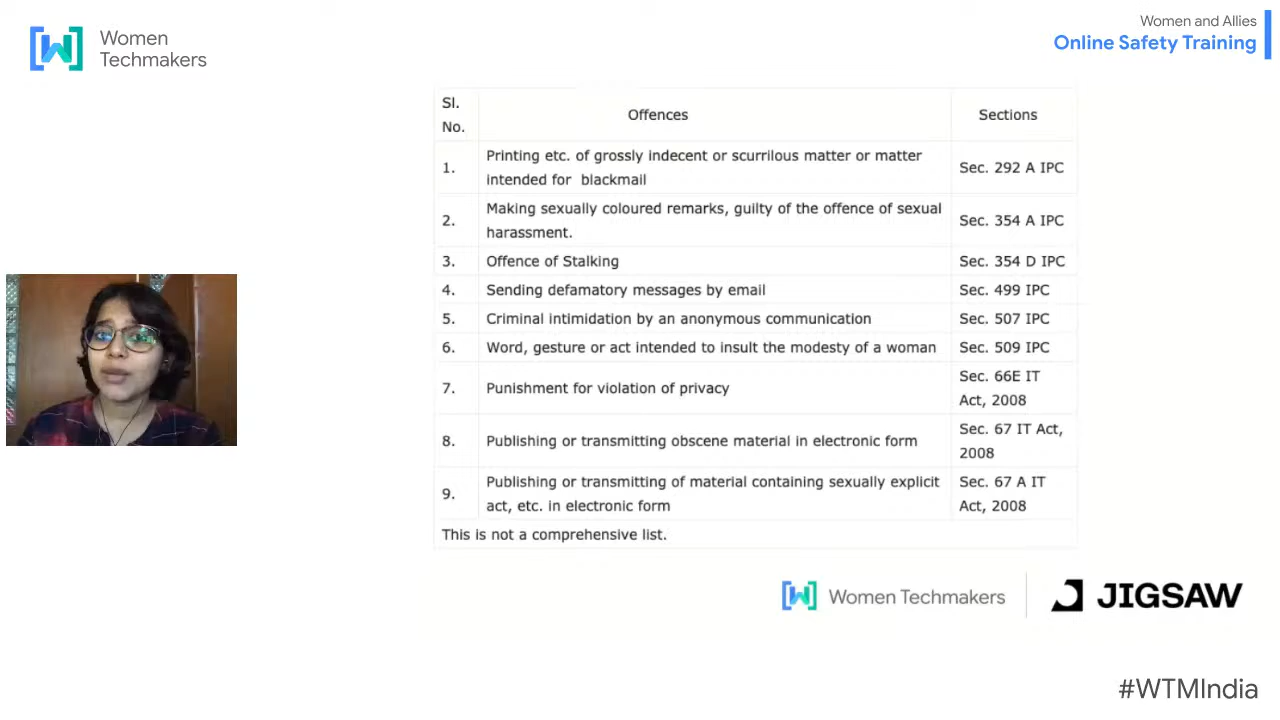 Women
Techmakers
Women and Allies
Online Safety Training
Sl.
No.
Offences
Sections
1.
Printing etc. of grossly indecent or scurrilous matter or matter
intended for blackmail
Sec. 292 A IPC
2.
Making sexually coloured remarks, guilty of the offence of sexual
harassment.
Sec. 354 A IPC
3.
Offence of Stalking
Sec. 354 D IPC
4.
Sending defamatory messages by email
Sec. 499 IPC
5.
Criminal intimidation by an anonymous communication
Sec. 507 IPC
6.
Word, gesture or act intended to insult the modesty of a woman
Sec. 509 IPC
7.
Punishment for violation of privacy
Sec. 66E IT
Act, 2008
8.
Publishing or transmitting obscene material in electronic form
Sec. 67 IT Act,
2008
9.
Publishing or transmitting of material containing sexually explicit
act, etc. in electronic form
Sec. 67 A IT
Act, 2008
This is not a comprehensive list.
Women Techmakers
JIGSAW
#WTMIndia